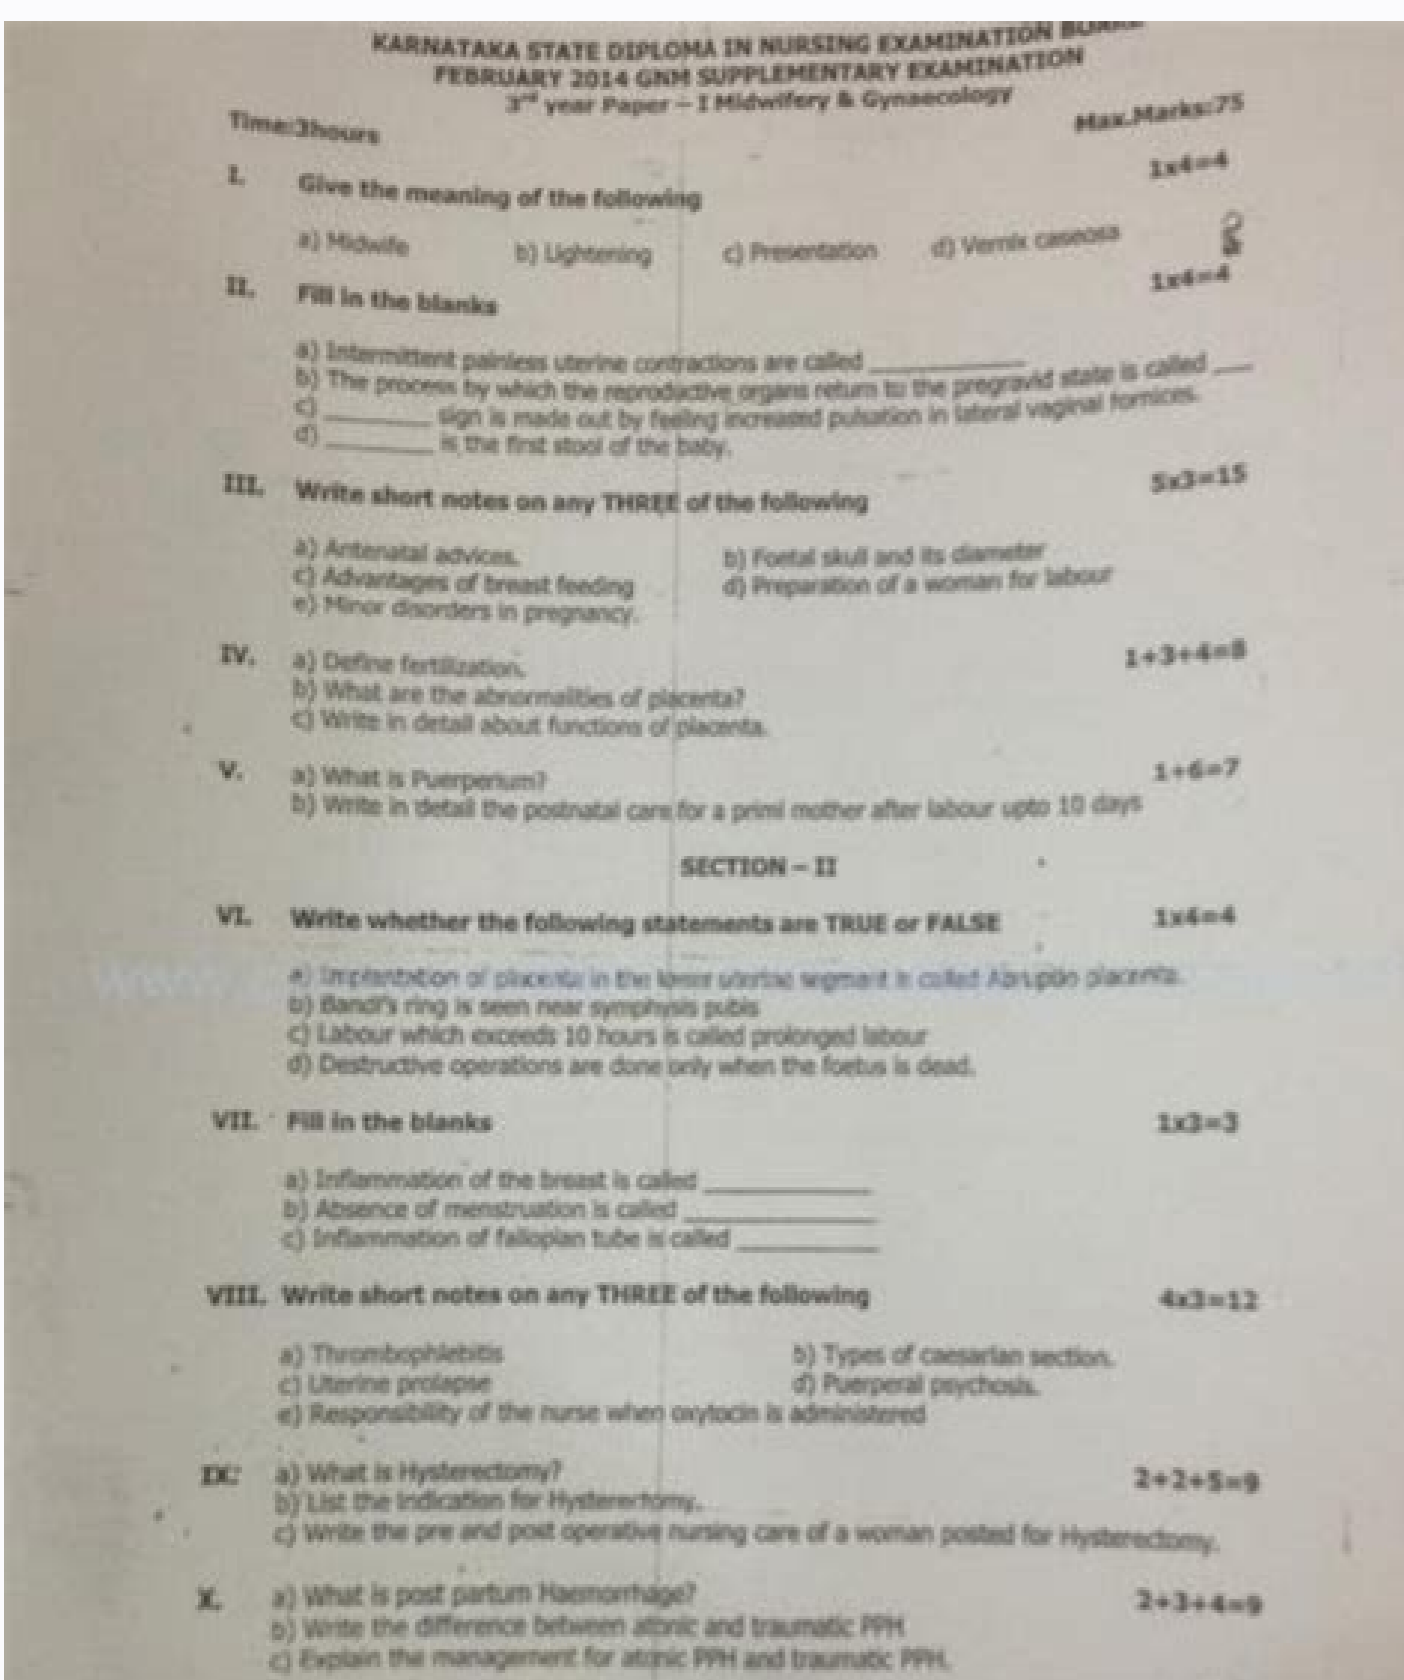 KARNATAKA STATE DIPLOMA IN NURSING EXAMINATION BOARD
FEBRUARY 2014 GNM SUPPLEMENTARY EXAMINATION
3rd year Paper – I Midwifery & Gynaecology
Time:3hours Max.Marks:75
I. Give the meaning of the following 1x4=4
a) Midwife b) Lightening c) Presentation d) Vernix caseosa
II. Fill in the blanks 1x4=4
a) Intermittent painless uterine contractions are called ____________
b) The process by which the reproductive organs return to the pregravid state is called ___
c) ________ sign is made out by feeling increased pulsation in lateral vaginal fornices.
d) ________ is the first stool of the baby.
III. Write short notes on any THREE of the following 5x3=15
a) Antenatal advices. b) Foetal skull and its diameter
c) Advantages of breast feeding d) Preparation of a woman for labour
e) Minor disorders in pregnancy.
IV. a) Define fertilization. 1+3+4=8
b) What are the abnormalities of placenta?
c) Write in detail about functions of placenta.
V. a) What is Puerperium? 1+6=7
b) Write in detail the postnatal care for a primi mother after labour upto 10 days
SECTION – II
VI. Write whether the following statements are TRUE or FALSE 1x4=4
a) Implantation of placenta in the lower uterine segment is called Abruptio placenta.
b) Bandl's ring is seen near symphysis pubis
c) Labour which exceeds 10 hours is called prolonged labour
d) Destructive operations are done only when the foetus is dead.
VII. Fill in the blanks 1x3=3
a) Inflammation of the breast is called ____________
b) Absence of menstruation is called ______________
c) Inflammation of fallopian tube is called __________
VIII. Write short notes on any THREE of the following 4x3=12
a) Thrombophlebitis b) Types of caesarian section.
c) Uterine prolapse d) Puerperal psychosis.
e) Responsibility of the nurse when oxytocin is administered
IX. a) What is Hysterectomy? 2+2+5=9
b) List the indication for Hysterectomy.
c) Write the pre and post operative nursing care of a woman posted for Hysterectomy.
X. a) What is post partum Haemorrhage? 2+3+4=9
b) Write the difference between atonic and traumatic PPH
c) Explain the management for atonic PPH and traumatic PPH.